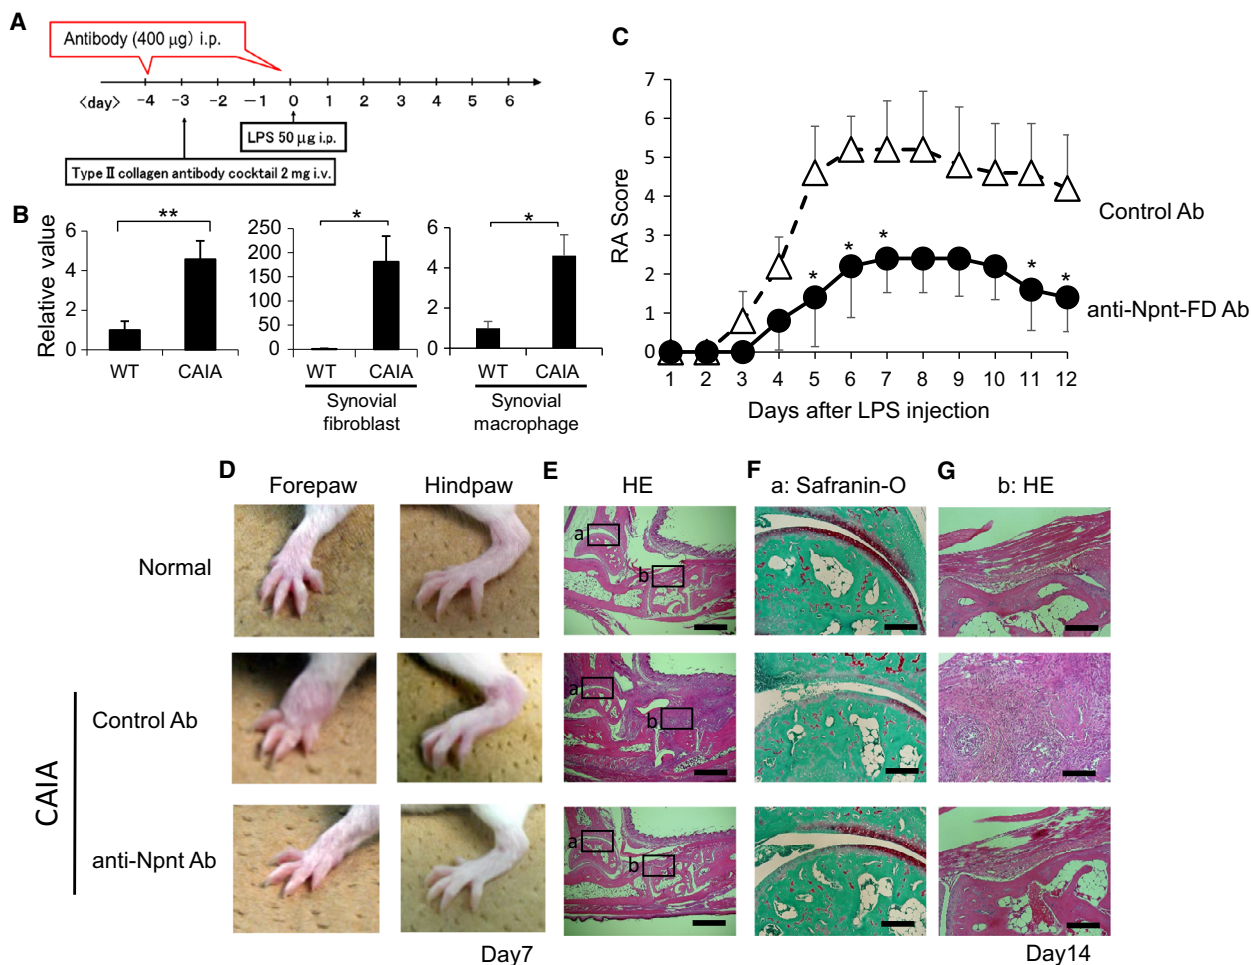 A
Antibody (400 μg) i.p.
<day> -4 -3 -2 -1 0 1 2 3 4 5 6
LPS 50 μg i.p.
Type II collagen antibody cocktail 2 mg i.v.
B
Relative value
6
4
2
0
**
WT CAIA
250
200
150
100
50
0
*
WT CAIA
Synovial
fibroblast
6
4
2
0
*
WT CAIA
Synovial
macrophage
C
RA Score
7
6
5
4
3
2
1
0
* * * * *
Control Ab
anti-Npnt-FD Ab
1 2 3 4 5 6 7 8 9 10 11 12
Days after LPS injection
D E F G
Forepaw Hindpaw HE a: Safranin-O b: HE
Normal
a
b
CAIA
Control Ab
a
b
anti-Npnt Ab
a
b
Day7 Day14